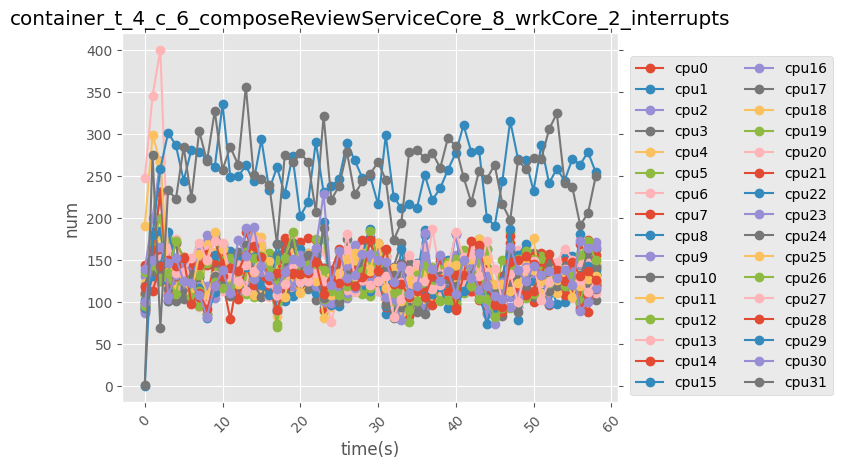 container_t_4_c_6_composeReviewServiceCore_8_wrkCore_2_interrupts
num
400
350
300
250
200
150
100
50
0
0
10
20
30
40
50
60
time(s)
cpu0
cpu1
cpu2
cpu3
cpu4
cpu5
cpu6
cpu7
cpu8
cpu9
cpu10
cpu11
cpu12
cpu13
cpu14
cpu15
cpu16
cpu17
cpu18
cpu19
cpu20
cpu21
cpu22
cpu23
cpu24
cpu25
cpu26
cpu27
cpu28
cpu29
cpu30
cpu31